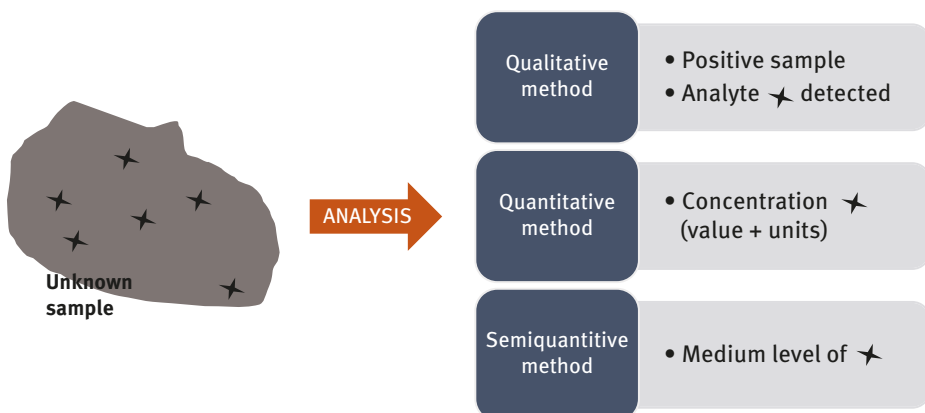 Unknown
sample
ANALYSIS
Qualitative
method
• Positive sample
• Analyte detected
Quantitative
method
• Concentration
(value + units)
Semiquantitive
method
• Medium level of